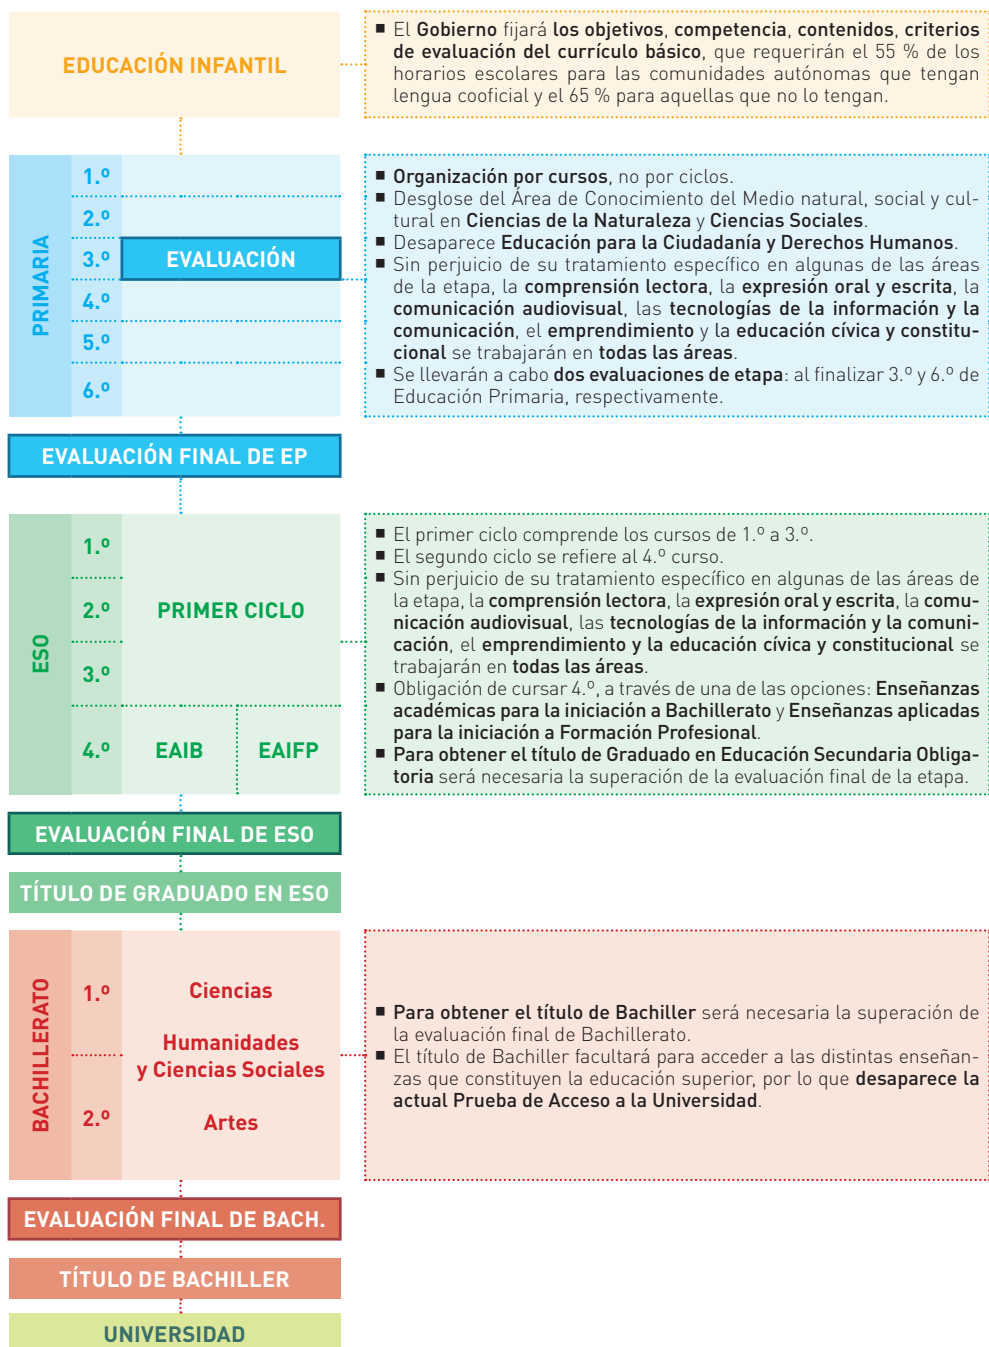 EDUCACIÓN INFANTIL
■ El Gobierno fijará los objetivos, competencia, contenidos, criterios
de evaluación del currículo básico, que requerirán el 55 % de los
horarios escolares para las comunidades autónomas que tengan
lengua cooficial y el 65 % para aquellas que no lo tengan.
PRIMARIA
1.º
2.º
3.º
EVALUACIÓN
4.º
5.º
6.º
■ Organización por cursos, no por ciclos.
■ Desglose del Área de Conocimiento del Medio natural, social y cul-
tural en Ciencias de la Naturaleza y Ciencias Sociales.
■ Desaparece Educación para la Ciudadanía y Derechos Humanos.
■ Sin perjuicio de su tratamiento específico en algunas de las áreas
de la etapa, la comprensión lectora, la expresión oral y escrita, la
comunicación audiovisual, las tecnologías de la información y la
comunicación, el emprendimiento y la educación cívica y constitu-
cional se trabajarán en todas las áreas.
■ Se llevarán a cabo dos evaluaciones de etapa: al finalizar 3.º y 6.º de
Educación Primaria, respectivamente.
EVALUACIÓN FINAL DE EP
ESO
1.º
2.º
PRIMER CICLO
3.º
4.º
EAIB
EAIFP
■ El primer ciclo comprende los cursos de 1.º a 3.º.
■ El segundo ciclo se refiere al 4.º curso.
■ Sin perjuicio de su tratamiento específico en algunas de las áreas de
la etapa, la comprensión lectora, la expresión oral y escrita, la comu-
nicación audiovisual, las tecnologías de la información y la comuni-
cación, el emprendimiento y la educación cívica y constitucional se
trabajarán en todas las áreas.
■ Obligación de cursar 4.º, a través de una de las opciones: Enseñanzas
académicas para la iniciación a Bachillerato y Enseñanzas aplicadas
para la iniciación a Formación Profesional.
■ Para obtener el título de Graduado en Educación Secundaria Obliga-
toria será necesaria la superación de la evaluación final de la etapa.
EVALUACIÓN FINAL DE ESO
TÍTULO DE GRADUADO EN ESO
BACHILLERATO
1.º
Ciencias
Humanidades
y Ciencias Sociales
2.º
Artes
■ Para obtener el título de Bachiller será necesaria la superación de
la evaluación final de Bachillerato.
■ El título de Bachiller facultará para acceder a las distintas enseñan-
zas que constituyen la educación superior, por lo que desaparece la
actual Prueba de Acceso a la Universidad.
EVALUACIÓN FINAL DE BACH.
TÍTULO DE BACHILLER
UNIVERSIDAD